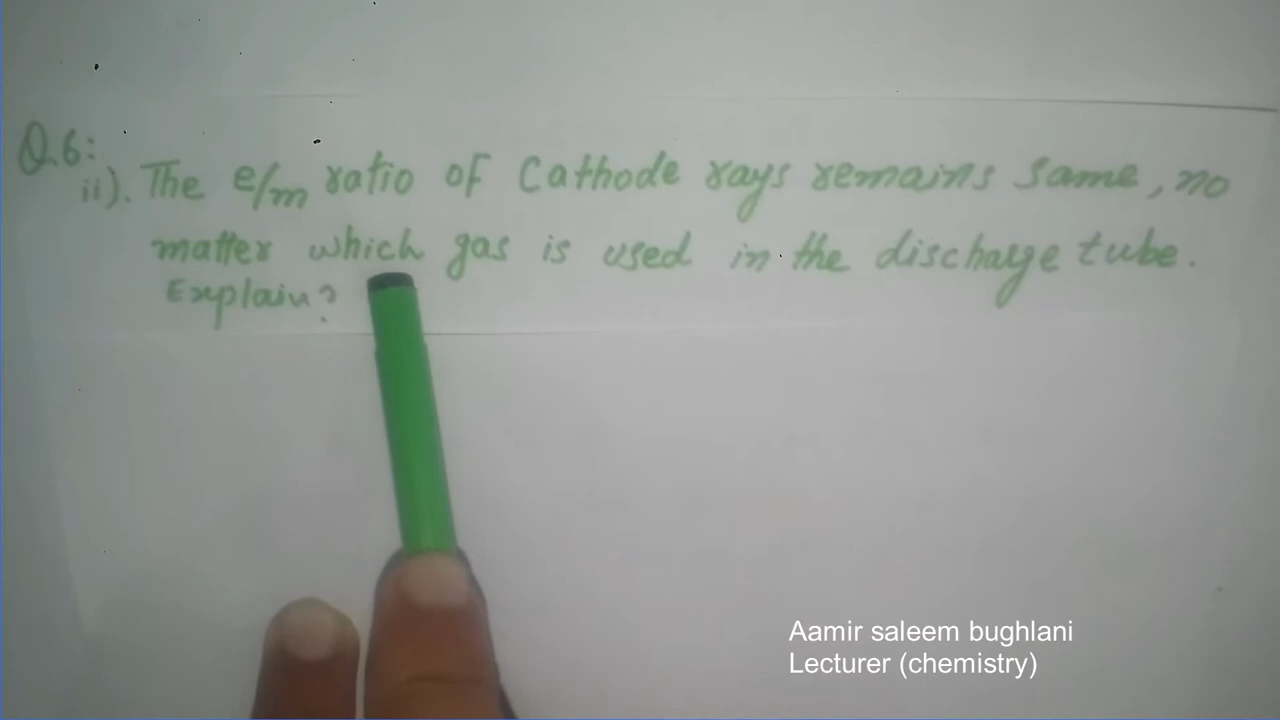 Q.6:
ii). The e/m ratio of Cathode rays remains same, no
matter which gas is used in the discharge tube.
Explain?
Aamir saleem bughlani
Lecturer (chemistry)